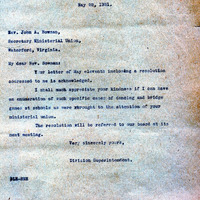 May 22, 1931.
Rev. John A. Bowman,
Secretary Ministerial Union,
Waterford, Virginia.
My dear Rev. Bowman:
Your letter of May eleventh inclosing a resolution
addressed to me is acknowledged.
I shall much appreciate your kindness if I can have
an enumeration of such specific cases of dancing and bridge
games at schools as were brought to the attention of your
ministerial union.
The resolution will be referred to our board at its
next meeting.
Very sincerely yours,
Division Superintendent.